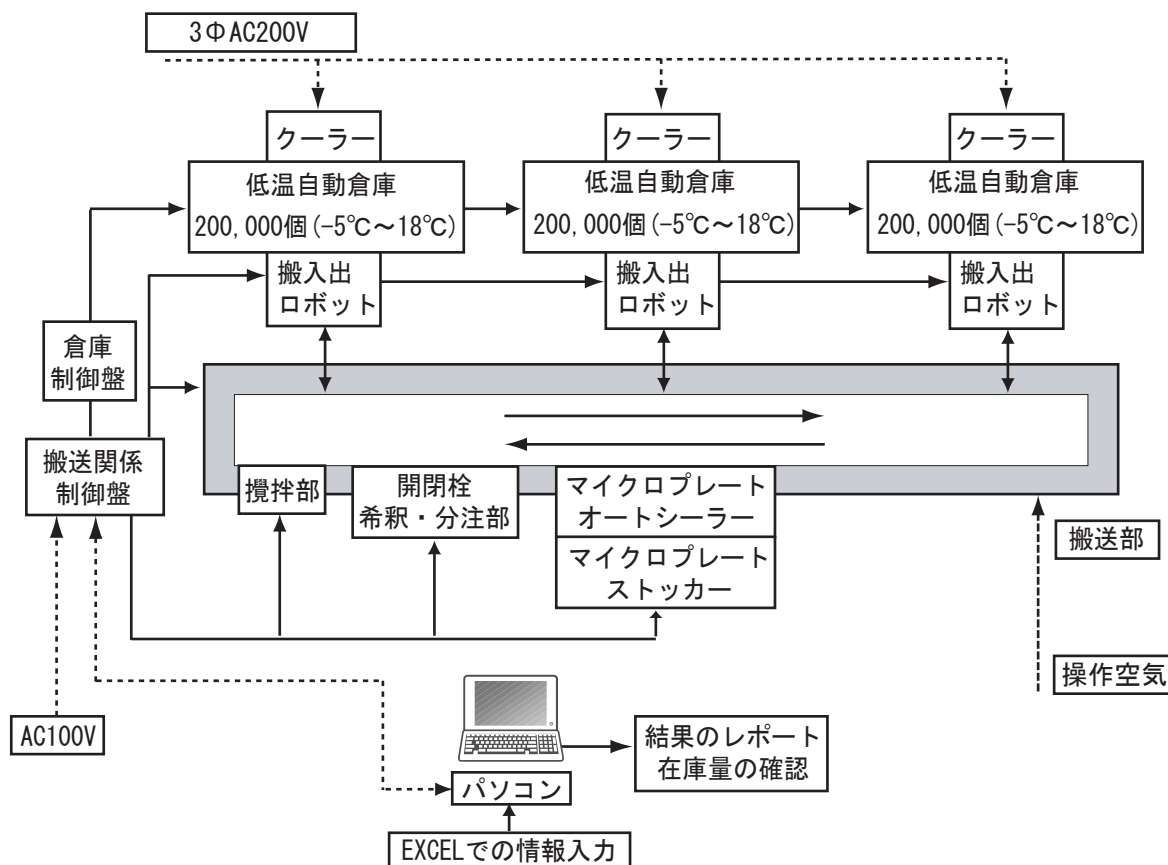 3ΦAC200V
クーラー
クーラー
クーラー
低温自動倉庫
200,000個(-5℃～18℃)
低温自動倉庫
200,000個(-5℃～18℃)
低温自動倉庫
200,000個(-5℃～18℃)
搬入出
ロボット
搬入出
ロボット
搬入出
ロボット
倉庫
制御盤
搬送関係
制御盤
攪拌部
開閉栓
希釈・分注部
マイクロプレート
オートシーラー
マイクロプレート
ストッカー
搬送部
操作空気
AC100V
結果のレポート
在庫量の確認
パソコン
EXCELでの情報入力